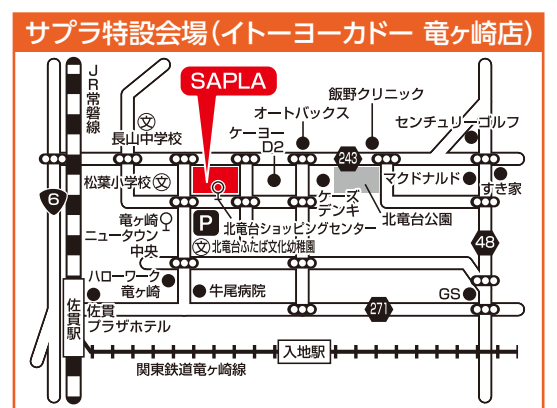 サプラ特設会場(イトーヨーカドー 竜ヶ崎店)
JR常磐線
SAPLA
文
長山中学校
オートバックス
飯野クリニック
ケーヨー
D2
センチュリーゴルフ
243
松葉小学校
文
ケーズ
デンキ
マクドナルド
すき家
6
竜ヶ崎
ニュータウン
中央
P
北竜台ショッピングセンター
北竜台公園
文
北竜台ふたば文化幼稚園
48
ハローワーク
竜ヶ崎
牛尾病院
GS
佐貫駅
佐貫
プラザホテル
271
入地駅
関東鉄道竜ヶ崎線